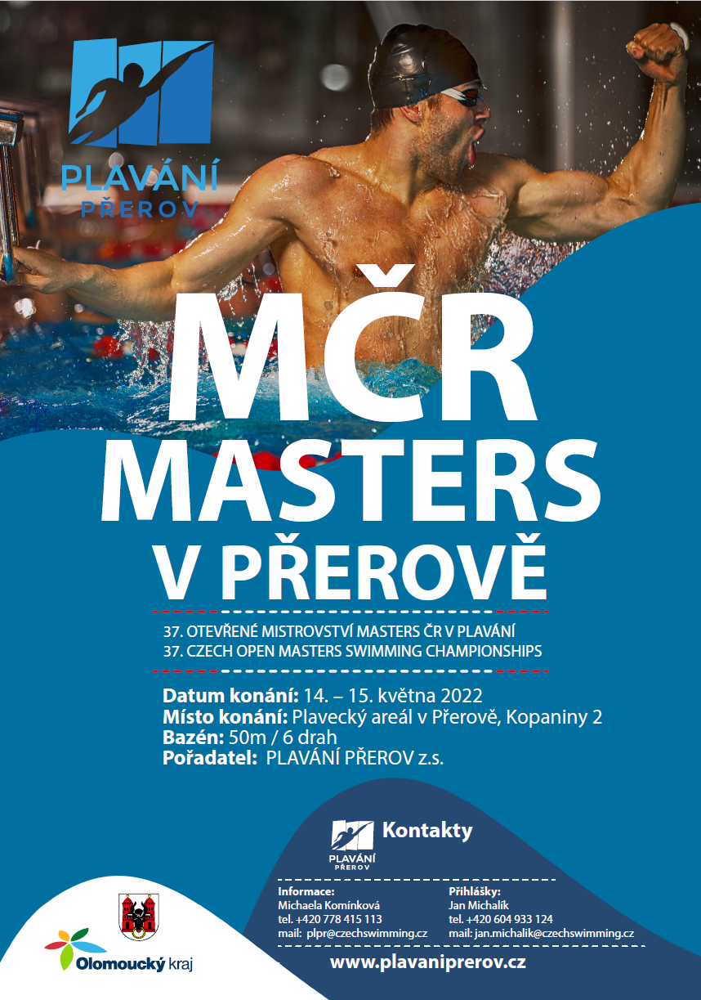 PLAVÁNÍ
PŘEROV
MČR
MASTERS
V PŘEROVĚ
37. OTEVŘENÉ MISTROVSTVÍ MASTERS ČR V PLAVÁNÍ
37. CZECH OPEN MASTERS SWIMMING CHAMPIONSHIPS
Datum konání: 14. – 15. května 2022
Místo konání: Plavecký areál v Přerově, Kopaniny 2
Bazén: 50m / 6 drah
Pořadatel: PLAVÁNÍ PŘEROV z.s.
Kontakty
PLAVÁNÍ
PŘEROV
Informace:
Michaela Komínková
tel. +420 778 415 113
mail: plpr@czechswimming.cz
Přihlášky:
Jan Michalík
tel. +420 604 933 124
mail: jan.michalik@czechswimming.cz
www.plavaniprerov.cz
Olomoucký kraj